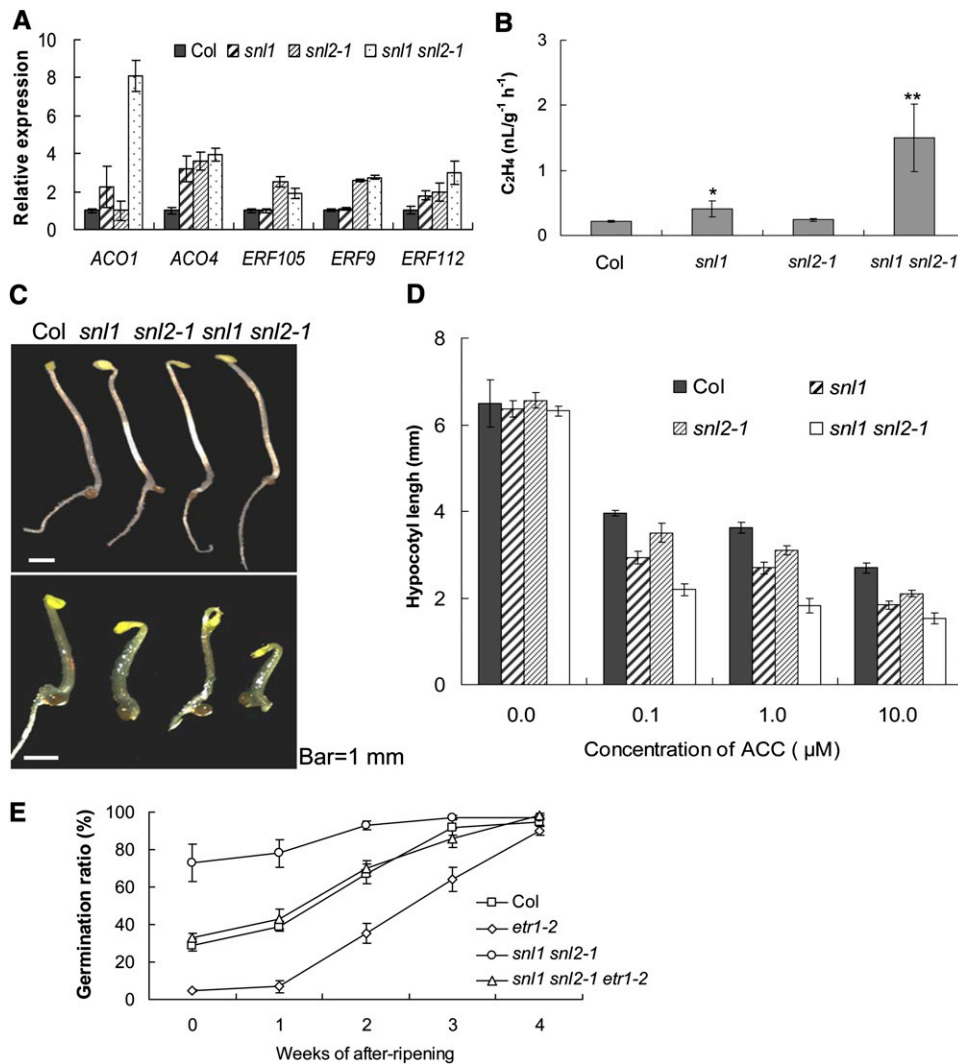 A
Col snl1 snl2-1 snl1 snl2-1
Relative expression
10
8
6
4
2
0
ACO1 ACO4 ERF105 ERF9 ERF112
B
C₂H₄ (nL/g⁻¹ h⁻¹)
3
2
1
0
*
**
Col snl1 snl2-1 snl1 snl2-1
C
Col snl1 snl2-1 snl1 snl2-1
Bar=1 mm
D
Hypocotyl lengh (mm)
8
6
4
2
0
Col snl1
snl2-1 snl1 snl2-1
0.0 0.1 1.0 10.0
Concentration of ACC ( µM)
E
Germination ratio (%)
100
80
60
40
20
0
Col
etr1-2
snl1 snl2-1
snl1 snl2-1 etr1-2
0 1 2 3 4
Weeks of after-ripening